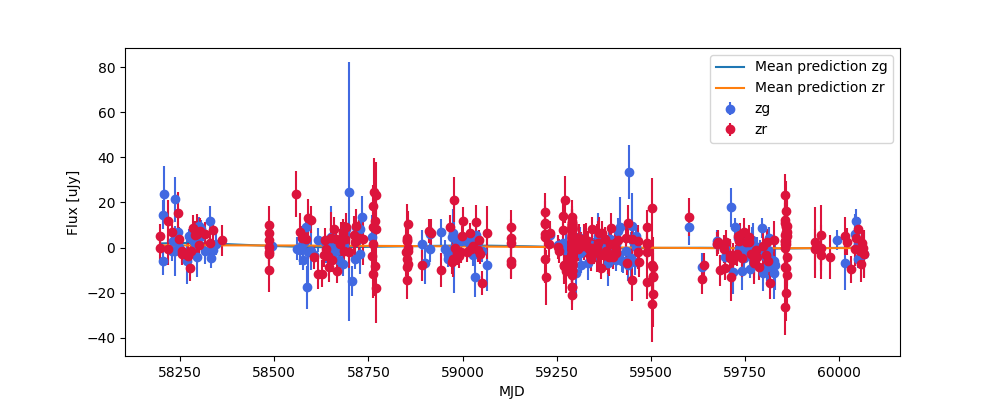 80
60
40
20
0
−20
−40
Flux [uJy]
58250
58500
58750
59000
59250
59500
59750
60000
MJD
Mean prediction zg
Mean prediction zr
zg
zr